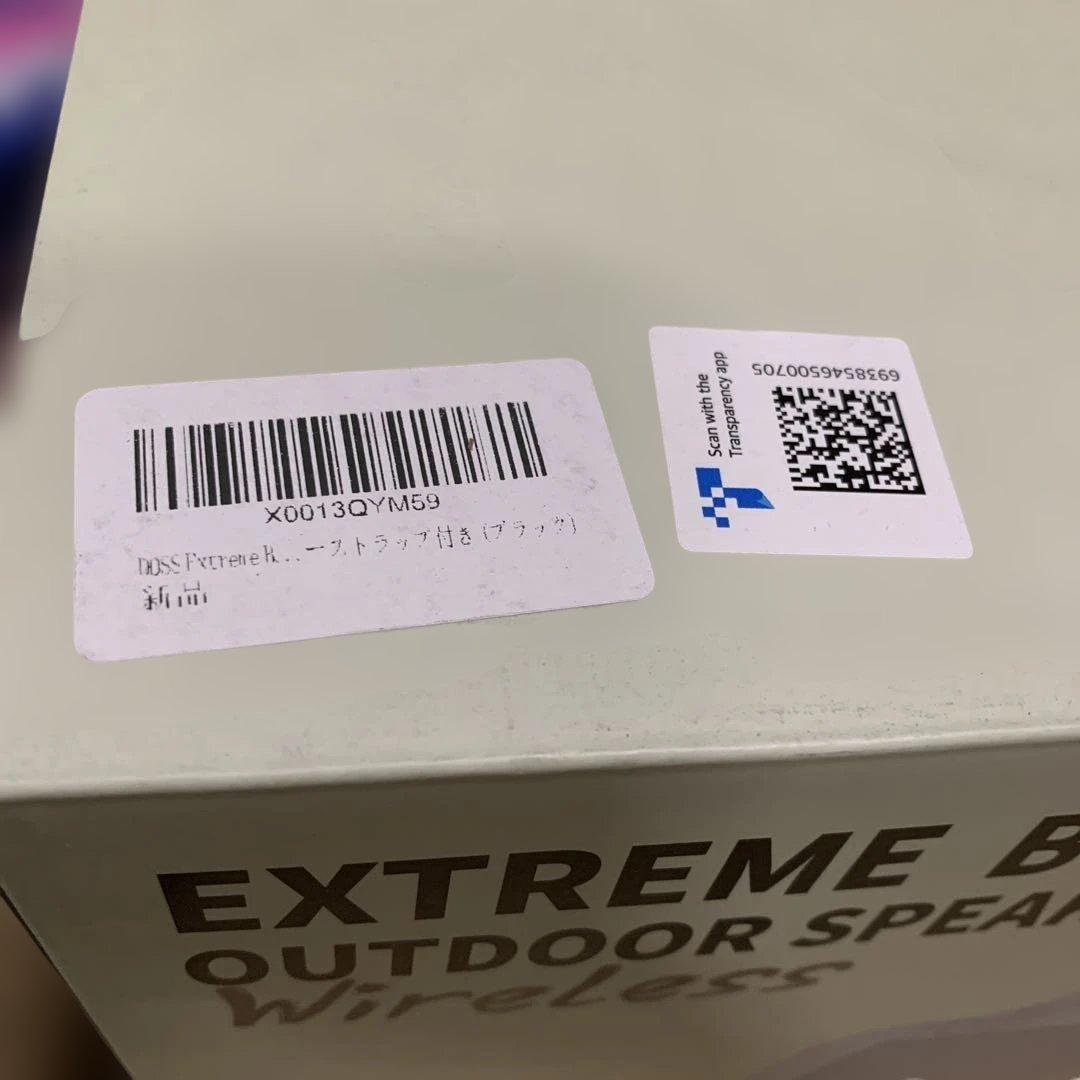 X0013QYM59
DOSS Extreme B...ーストラップ付き (ブラック)
新品
Scan with the
Transparency app
6938546500705
EXTREME B
OUTDOOR SPEA
Wireless